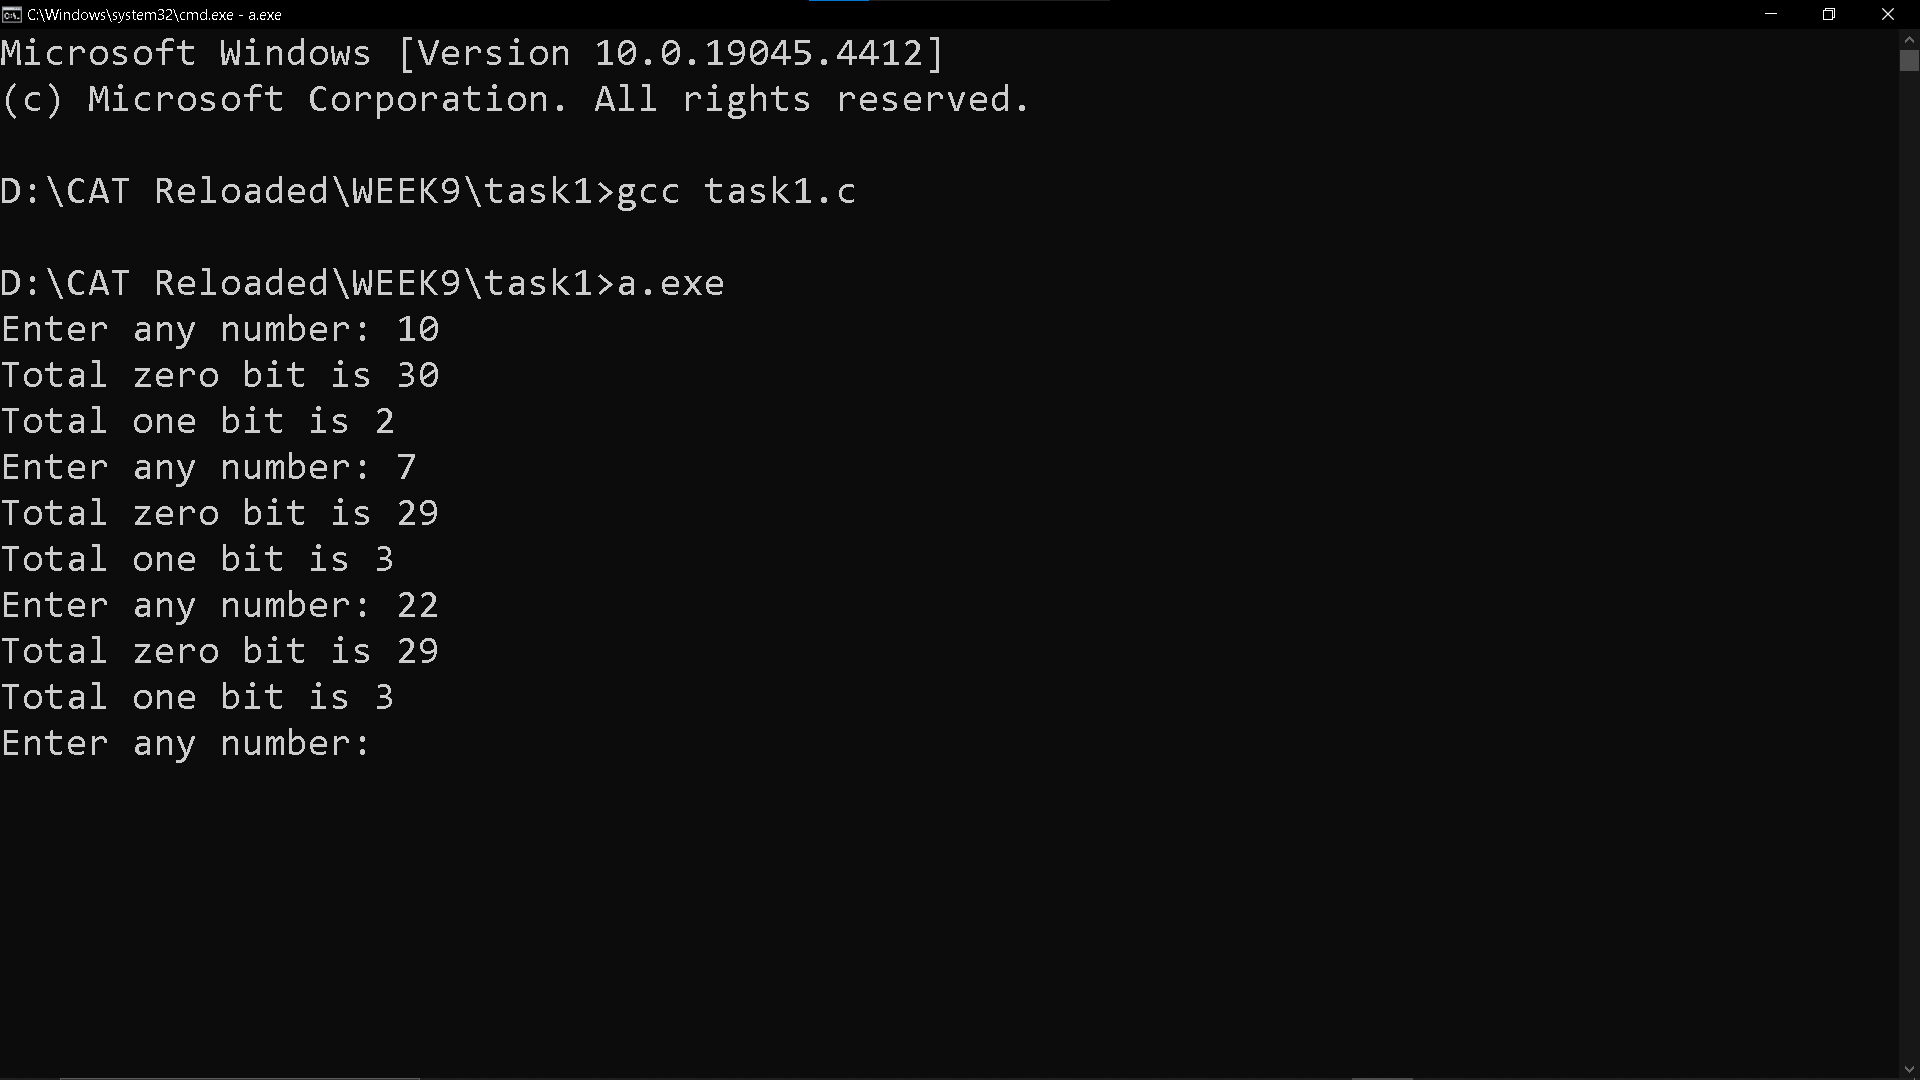 C:\Windows\system32\cmd.exe - a.exe
Microsoft Windows [Version 10.0.19045.4412]
(c) Microsoft Corporation. All rights reserved.
D:\CAT Reloaded\WEEK9\task1>gcc task1.c
D:\CAT Reloaded\WEEK9\task1>a.exe
Enter any number: 10
Total zero bit is 30
Total one bit is 2
Enter any number: 7
Total zero bit is 29
Total one bit is 3
Enter any number: 22
Total zero bit is 29
Total one bit is 3
Enter any number: